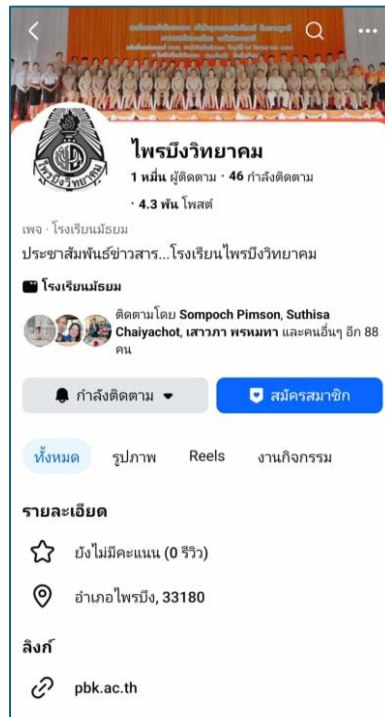 ไพรบึงวิทยาคม
ไพรบึงวิทยาคม
1 หมื่น ผู้ติดตาม · 46 กำลังติดตาม
· 4.3 พัน โพสต์
เพจ · โรงเรียนมัธยม
ประชาสัมพันธ์ข่าวสาร...โรงเรียนไพรบึงวิทยาคม
โรงเรียนมัธยม
ติดตามโดย Sompoch Pimson, Suthisa
Chaiyachot, เสาวภา พรหมทา และคนอื่นๆ อีก 88
คน
กำลังติดตาม
สมัครสมาชิก
ทั้งหมด รูปภาพ Reels งานกิจกรรม
รายละเอียด
ยังไม่มีคะแนน (0 รีวิว)
อำเภอไพรบึง, 33180
ลิงก์
pbk.ac.th